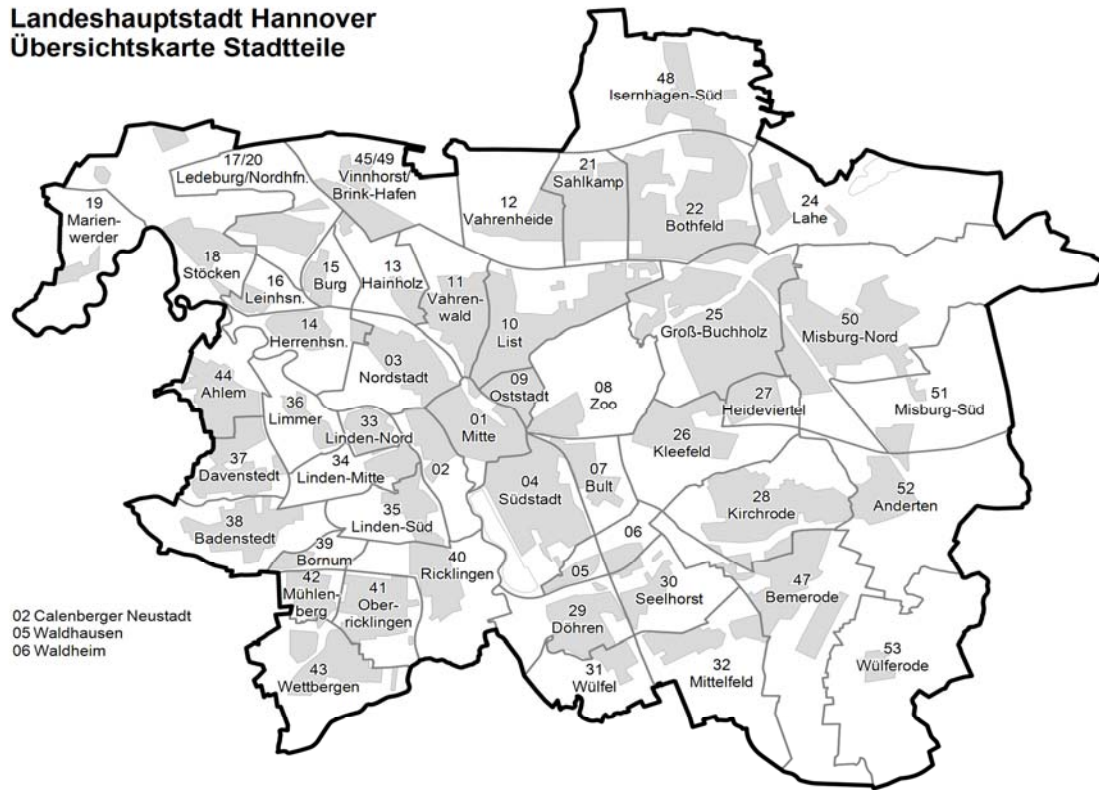 Landeshauptstadt Hannover
Übersichtskarte Stadtteile
48
Isernhagen-Süd
17/20
Ledeburg/Nordhfn.
45/49
Vinnhorst/
Brink-Hafen
21
Sahlkamp
12
Vahrenheide
22
Bothfeld
24
Lahe
19
Marien-
werder
18
Stöcken
16
Leinhsn.
15
Burg
13
Hainholz
11
Vahren-
wald
10
List
25
Groß-Buchholz
50
Misburg-Nord
14
Herrenhsn.
03
Nordstadt
09
Oststadt
08
Zoo
27
Heideviertel
51
Misburg-Süd
44
Ahlem
36
Limmer
33
Linden-Nord
01
Mitte
26
Kleefeld
37
Davenstedt
34
Linden-Mitte
02
04
Südstadt
07
Bult
28
Kirchrode
52
Anderten
38
Badenstedt
35
Linden-Süd
39
Bornum
40
Ricklingen
06
05
30
Seelhorst
47
Bemerode
42
Mühlen-
berg
41
Ober-
ricklingen
29
Döhren
53
Wülferode
43
Wettbergen
31
Wülfel
32
Mittelfeld
02 Calenberger Neustadt
05 Waldhausen
06 Waldheim